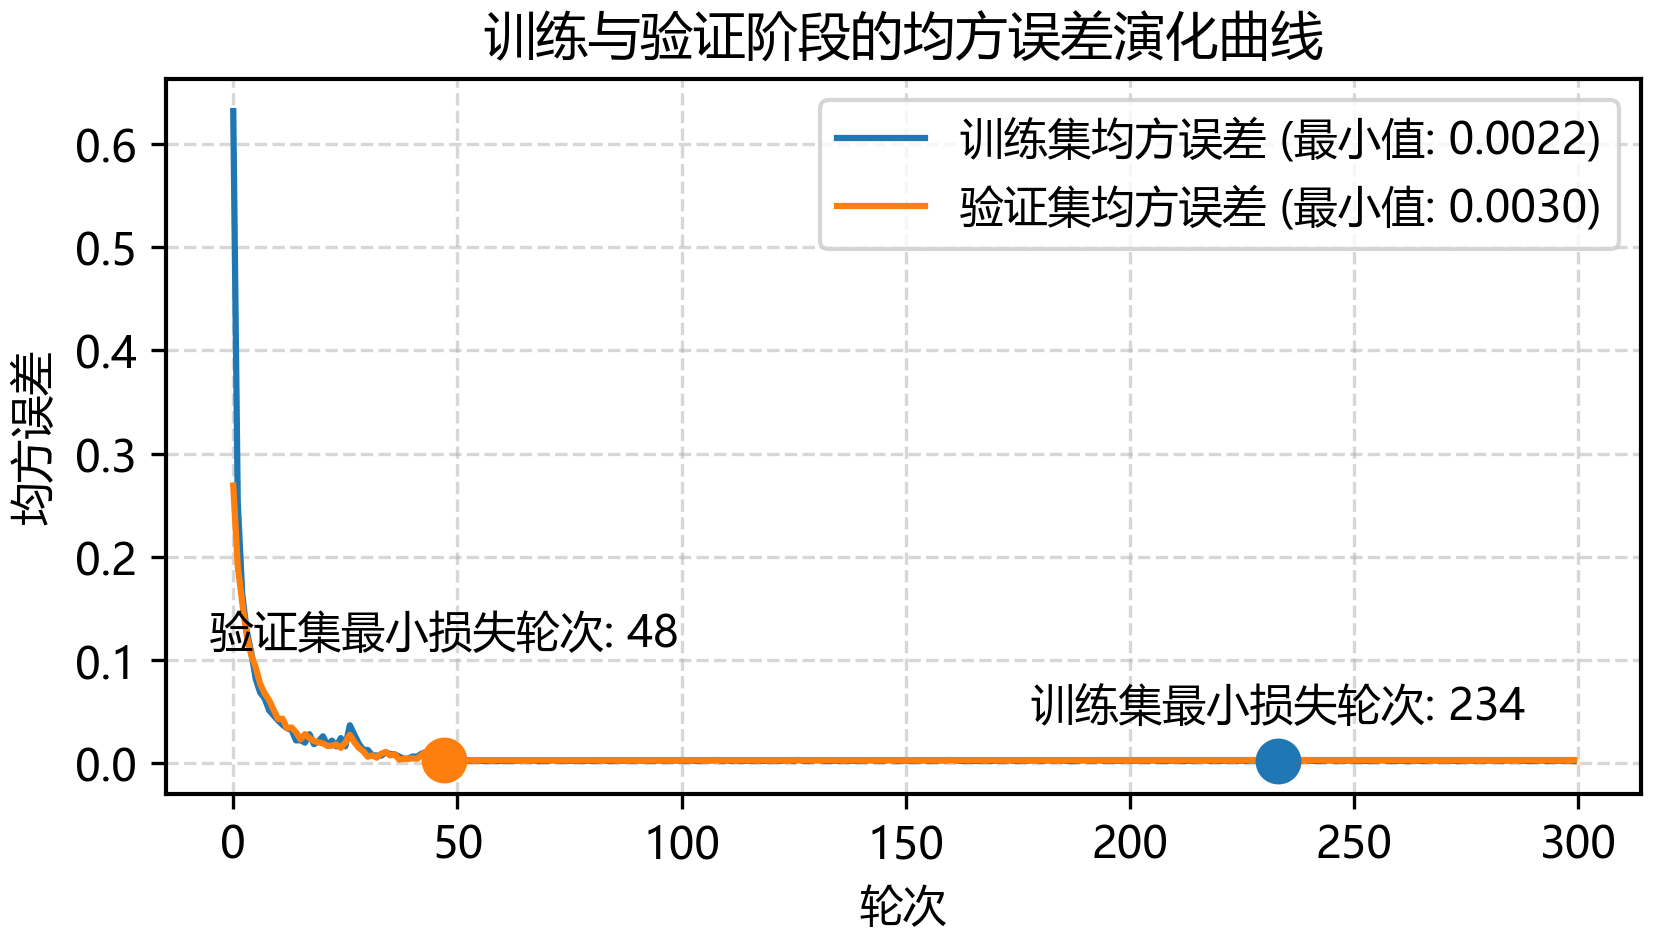 训练与验证阶段的均方误差演化曲线
训练集均方误差 (最小值: 0.0022)
验证集均方误差 (最小值: 0.0030)
均方误差
0.6
0.5
0.4
0.3
0.2
0.1
0.0
验证集最小损失轮次: 48
训练集最小损失轮次: 234
0 50 100 150 200 250 300
轮次